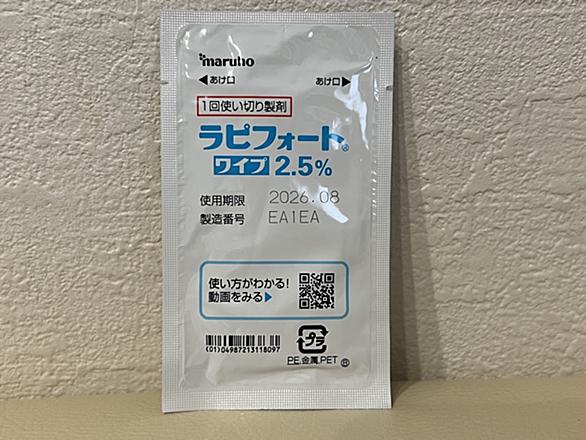 maruho
◀あけ口 あけ口▶
1回使い切り製剤
ラピフォート®
ワイプ 2.5%
使用期限 2026.08
製造番号 EA1EA
使い方がわかる!
動画をみる▶
(01)04987213118097
プラ
PE.金属.PET Ⓡ